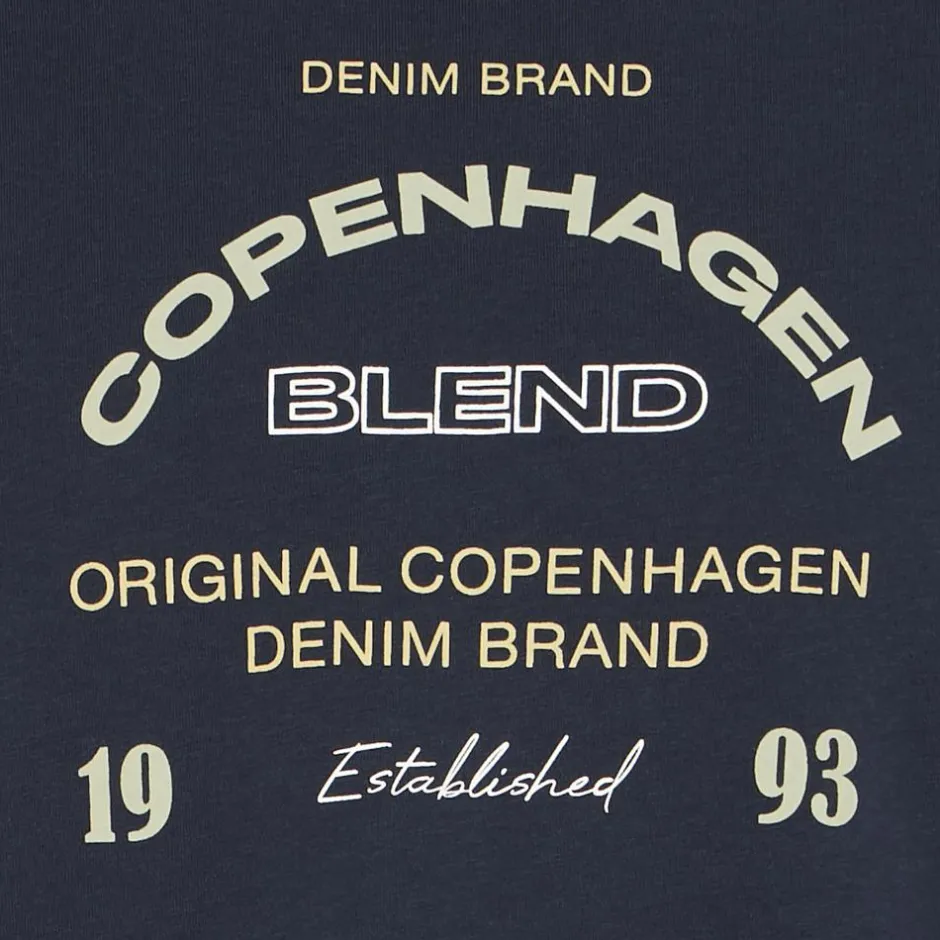 DENIM BRAND
COPENHAGEN
BLEND
ORIGINAL COPENHAGEN
DENIM BRAND
19 Established 93